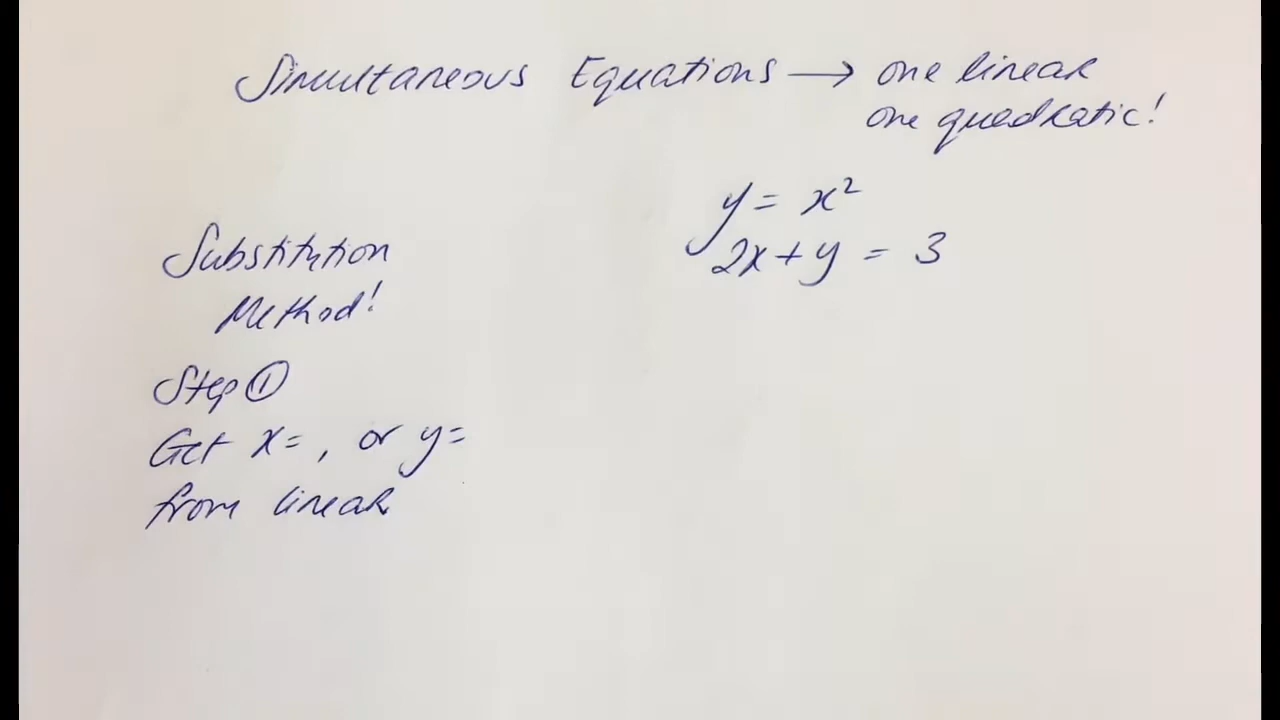 Simultaneous Equations → one linear
one quadratic!
y = x²
2x + y = 3
Substitution
Method!
Step ①
Get x= , or y=
from linear